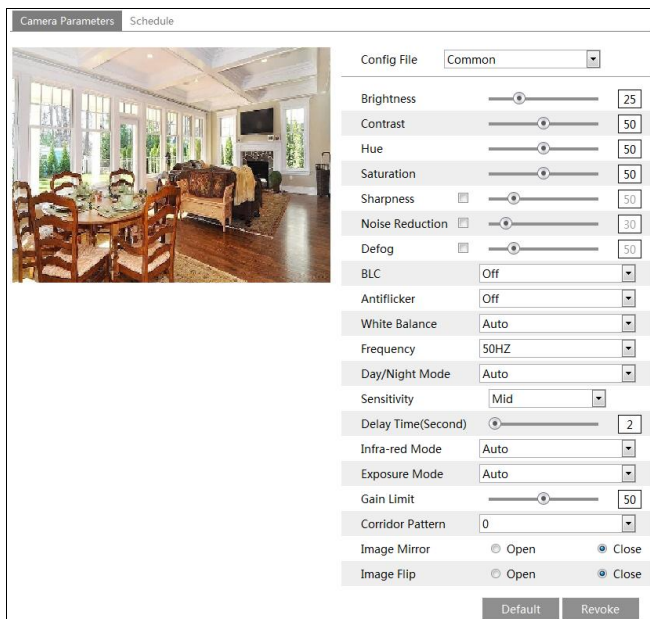 Camera Parameters Schedule
Config File Common
Brightness 25
Contrast 50
Hue 50
Saturation 50
Sharpness 50
Noise Reduction 30
Defog 50
BLC Off
Antiflicker Off
White Balance Auto
Frequency 50HZ
Day/Night Mode Auto
Sensitivity Mid
Delay Time(Second) 2
Infra-red Mode Auto
Exposure Mode Auto
Gain Limit 50
Corridor Pattern 0
Image Mirror Open Close
Image Flip Open Close
Default Revoke